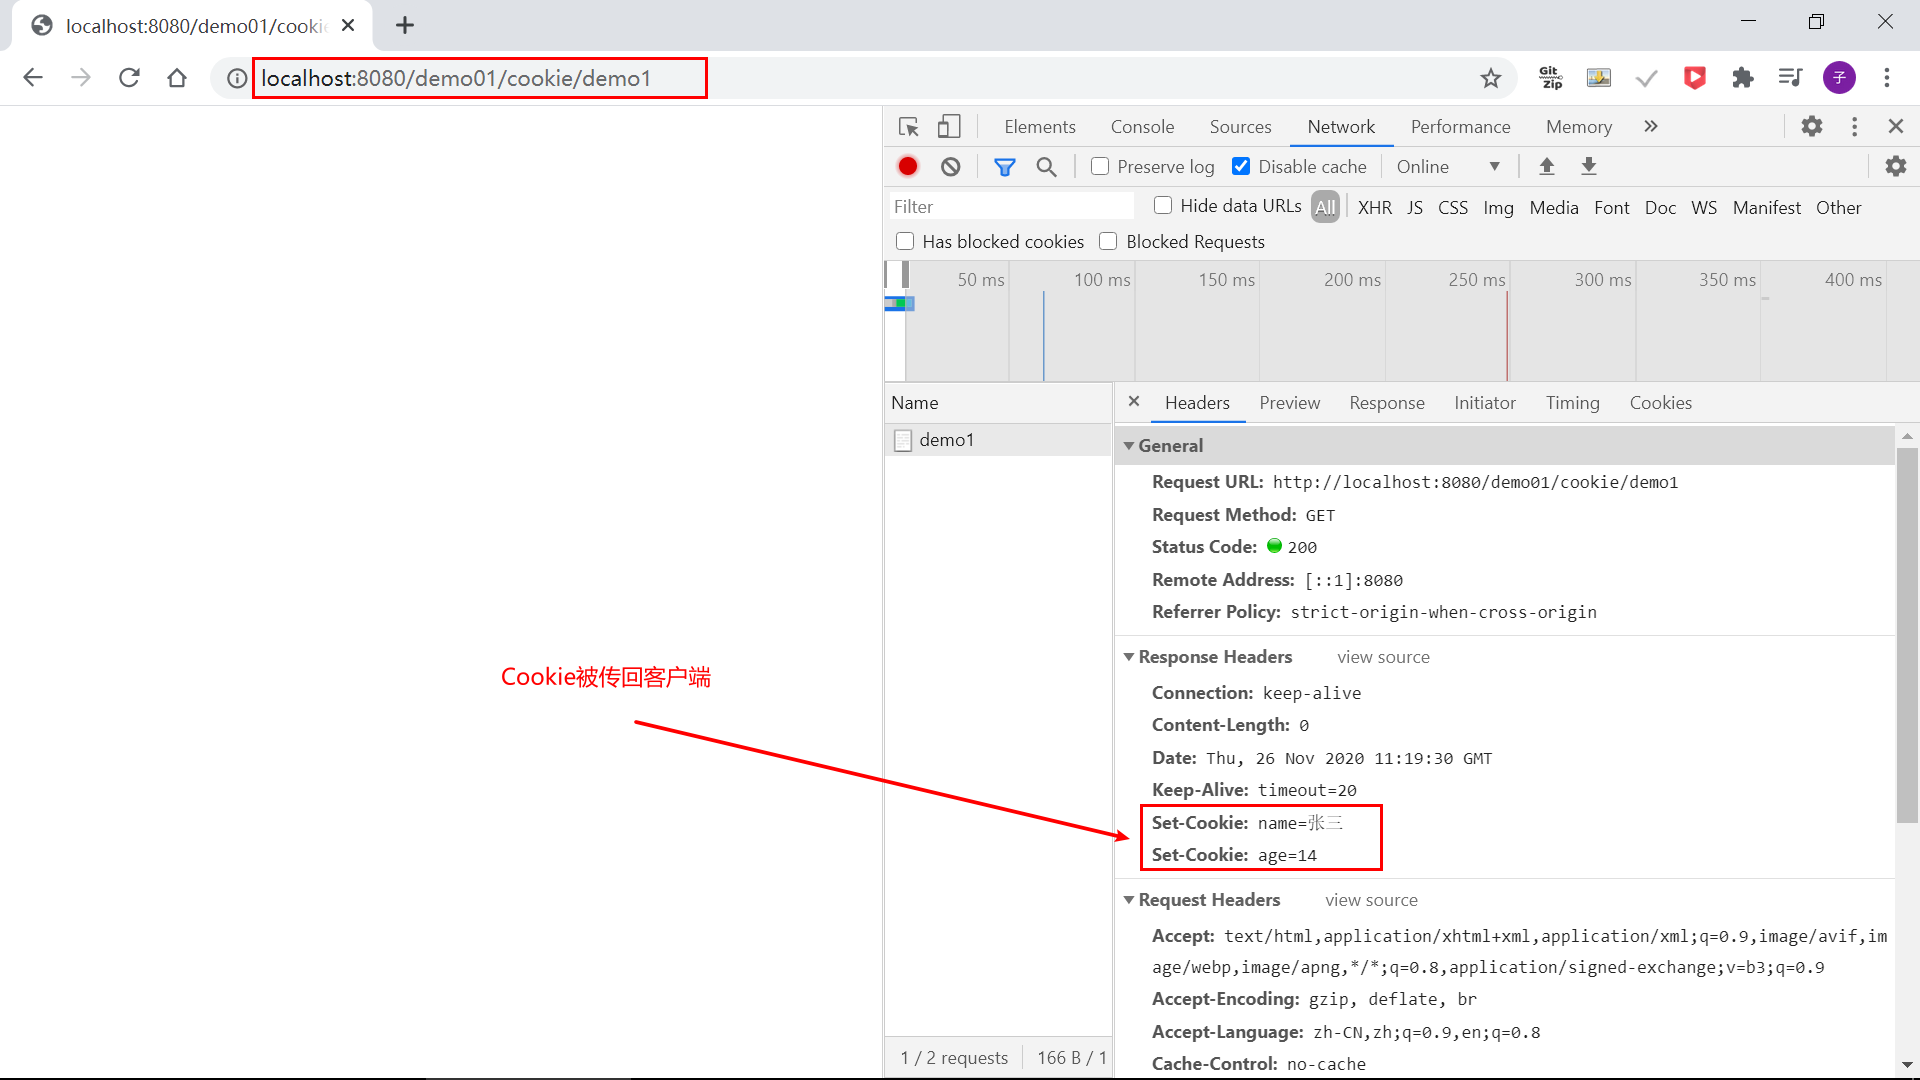 localhost:8080/demo01/cooki
localhost:8080/demo01/cookie/demo1
Git
Zip
子
Elements Console Sources Network Performance Memory
Preserve log Disable cache Online
Filter Hide data URLs All XHR JS CSS Img Media Font Doc WS Manifest Other
Has blocked cookies Blocked Requests
50 ms 100 ms 150 ms 200 ms 250 ms 300 ms 350 ms 400 ms
Name
demo1
1 / 2 requests 166 B / 1
Headers Preview Response Initiator Timing Cookies
General
Request URL: http://localhost:8080/demo01/cookie/demo1
Request Method: GET
Status Code: 200
Remote Address: [::1]:8080
Referrer Policy: strict-origin-when-cross-origin
Response Headers view source
Connection: keep-alive
Content-Length: 0
Date: Thu, 26 Nov 2020 11:19:30 GMT
Keep-Alive: timeout=20
Set-Cookie: name=张三
Set-Cookie: age=14
Cookie被传回客户端
Request Headers view source
Accept: text/html,application/xhtml+xml,application/xml;q=0.9,image/avif,im
age/webp,image/apng,*/*;q=0.8,application/signed-exchange;v=b3;q=0.9
Accept-Encoding: gzip, deflate, br
Accept-Language: zh-CN,zh;q=0.9,en;q=0.8
Cache-Control: no-cache